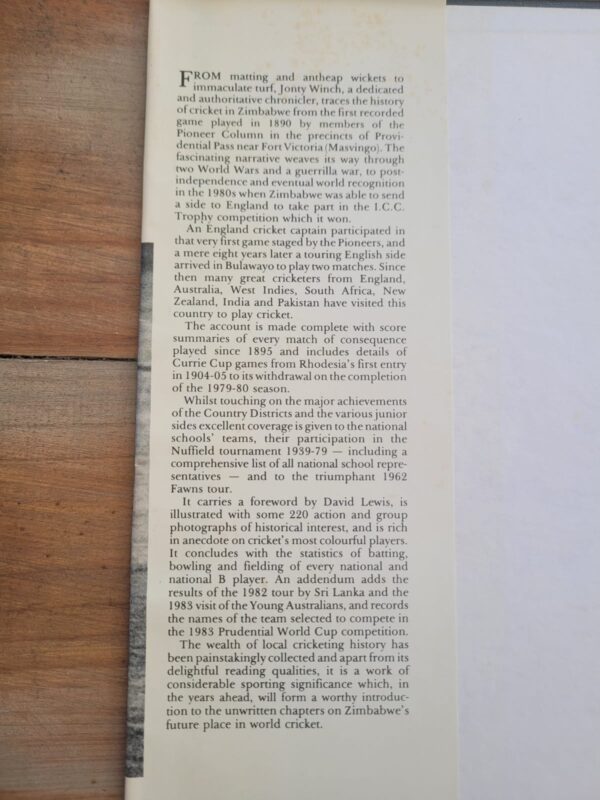 FROM matting and antheap wickets to
immaculate turf, Jonty Winch, a dedicated
and authoritative chronicler, traces the history
of cricket in Zimbabwe from the first recorded
game played in 1890 by members of the
Pioneer Column in the precincts of Provi-
dential Pass near Fort Victoria (Masvingo). The
fascinating narrative weaves its way through
two World Wars and a guerrilla war, to post-
independence and eventual world recognition
in the 1980s when Zimbabwe was able to send
a side to England to take part in the I.C.C.
Trophy competition which it won.
An England cricket captain participated in
that very first game staged by the Pioneers, and
a mere eight years later a touring English side
arrived in Bulawayo to play two matches. Since
then many great cricketers from England,
Australia, West Indies, South Africa, New
Zealand, India and Pakistan have visited this
country to play cricket.
The account is made complete with score
summaries of every match of consequence
played since 1895 and includes details of
Currie Cup games from Rhodesia's first entry
in 1904-05 to its withdrawal on the completion
of the 1979-80 season.
Whilst touching on the major achievements
of the Country Districts and the various junior
sides excellent coverage is given to the national
schools' teams, their participation in the
Nuffield tournament 1939-79 — including a
comprehensive list of all national school repre-
sentatives — and to the triumphant 1962
Fawns tour.
It carries a foreword by David Lewis, is
illustrated with some 220 action and group
photographs of historical interest, and is rich
in anecdote on cricket's most colourful players.
It concludes with the statistics of batting,
bowling and fielding of every national and
national B player. An addendum adds the
results of the 1982 tour by Sri Lanka and the
1983 visit of the Young Australians, and records
the names of the team selected to compete in
the 1983 Prudential World Cup competition.
The wealth of local cricketing history has
been painstakingly collected and apart from its
delightful reading qualities, it is a work of
considerable sporting significance which, in
the years ahead, will form a worthy introduc-
tion to the unwritten chapters on Zimbabwe's
future place in world cricket.